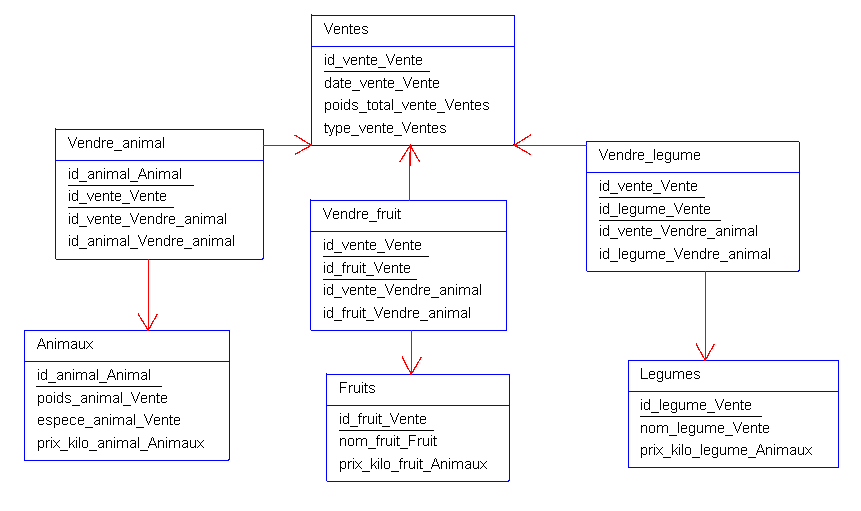 Ventes
id_vente_Vente
date_vente_Vente
poids_total_vente_Ventes
type_vente_Ventes
Vendre_animal
id_animal_Animal
id_vente_Vente
id_vente_Vendre_animal
id_animal_Vendre_animal
Vendre_fruit
id_vente_Vente
id_fruit_Vente
id_vente_Vendre_animal
id_fruit_Vendre_animal
Vendre_legume
id_vente_Vente
id_legume_Vente
id_vente_Vendre_animal
id_legume_Vendre_animal
Animaux
id_animal_Animal
poids_animal_Vente
espece_animal_Vente
prix_kilo_animal_Animaux
Fruits
id_fruit_Vente
nom_fruit_Fruit
prix_kilo_fruit_Animaux
Legumes
id_legume_Vente
nom_legume_Vente
prix_kilo_legume_Animaux